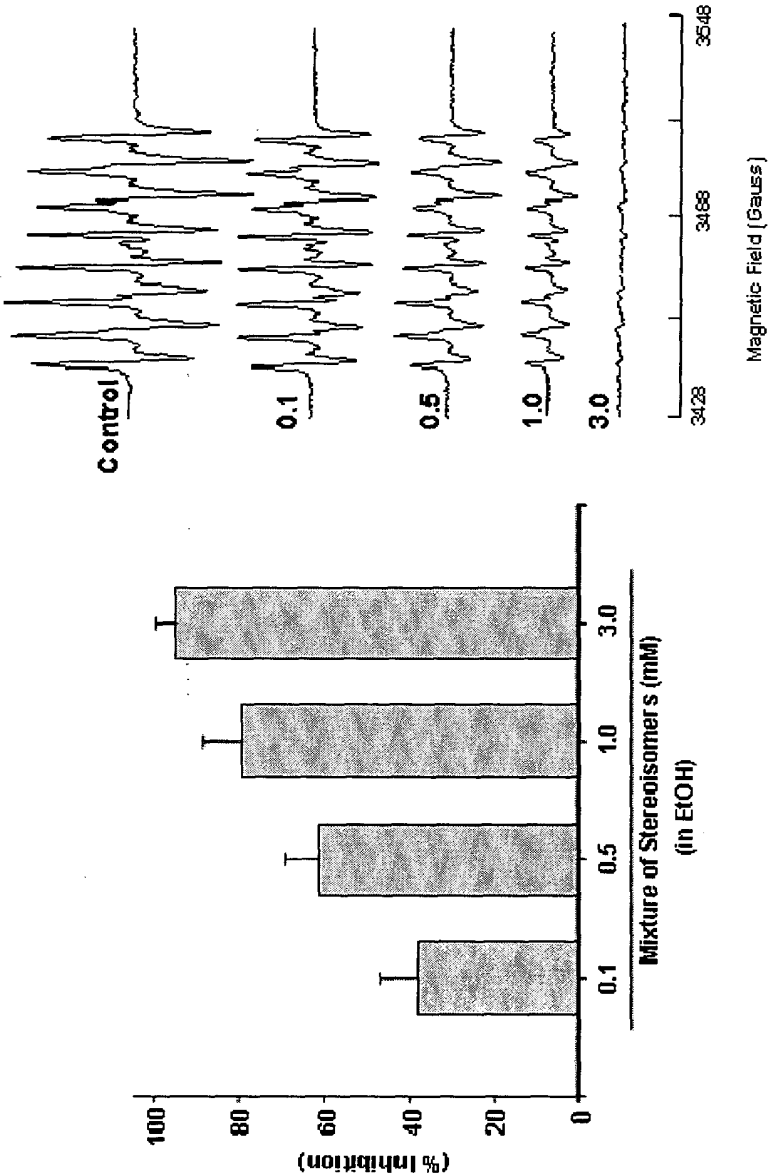 (% Inhibition)
100
80
60
40
20
0
0.1 0.5 1.0 3.0
Mixture of Stereoisomers (mM)
(in EtOH)
Control
0.1
0.5
1.0
3.0
3428 3488 3548
Magnetic Field [Gauss]